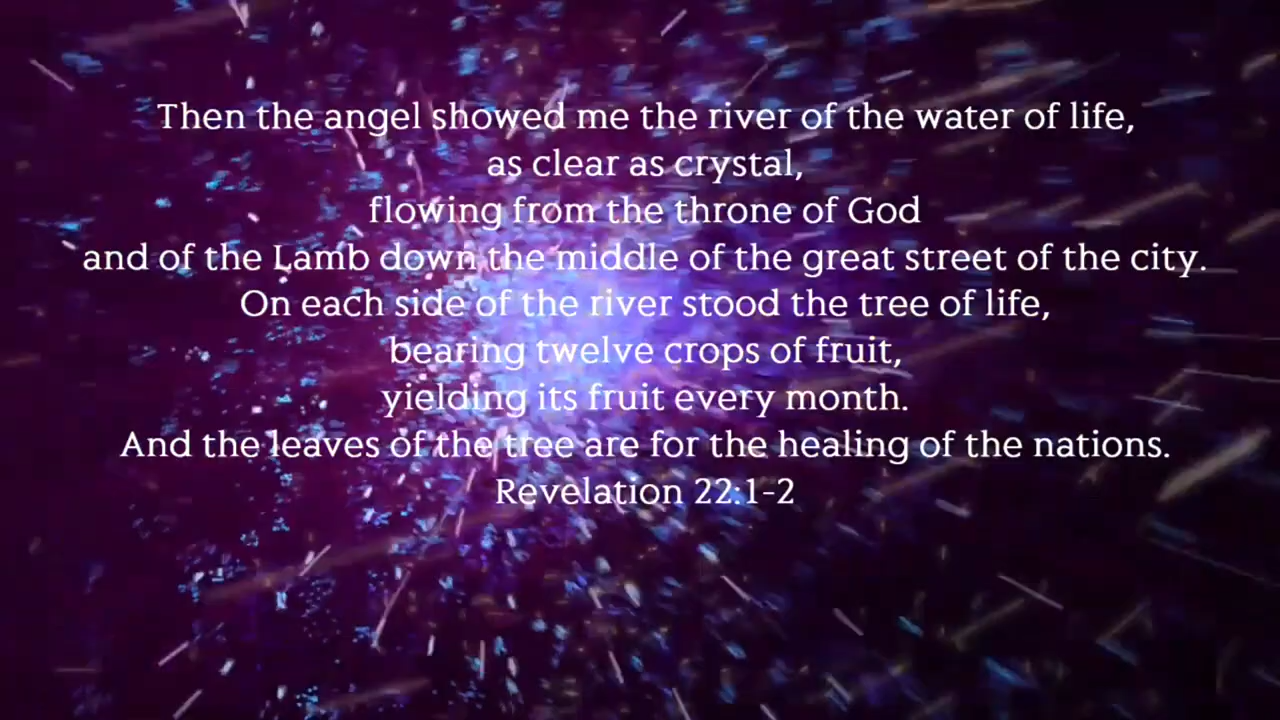 Then the angel showed me the river of the water of life,
as clear as crystal,
flowing from the throne of God
and of the Lamb down the middle of the great street of the city.
On each side of the river stood the tree of life,
bearing twelve crops of fruit,
yielding its fruit every month.
And the leaves of the tree are for the healing of the nations.
Revelation 22:1-2